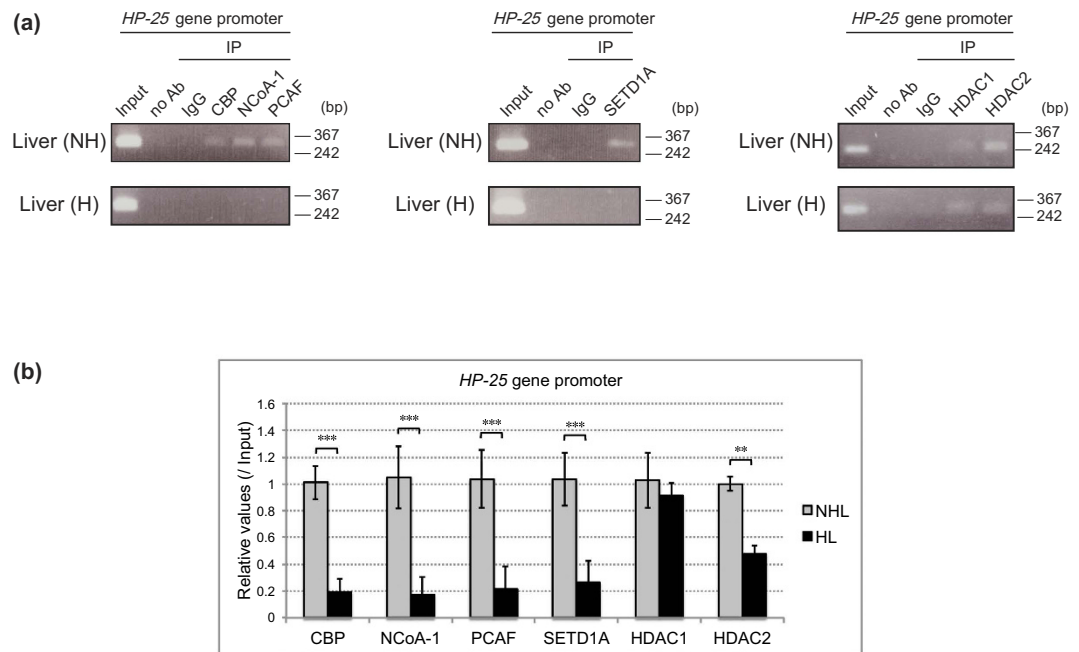 (a)
HP-25 gene promoter
IP
Input no Ab IgG CBP NCoA-1 PCAF (bp)
Liver (NH)
367
242
Liver (H)
367
242
HP-25 gene promoter
IP
Input no Ab IgG SETD1A (bp)
Liver (NH)
367
242
Liver (H)
367
242
HP-25 gene promoter
IP
Input no Ab IgG HDAC1 HDAC2 (bp)
Liver (NH)
367
242
Liver (H)
367
242
(b)
HP-25 gene promoter
Relative values (/ Input)
1.6
1.4
1.2
1
0.8
0.6
0.4
0.2
0
*** *** *** *** **
CBP NCoA-1 PCAF SETD1A HDAC1 HDAC2
NHL
HL